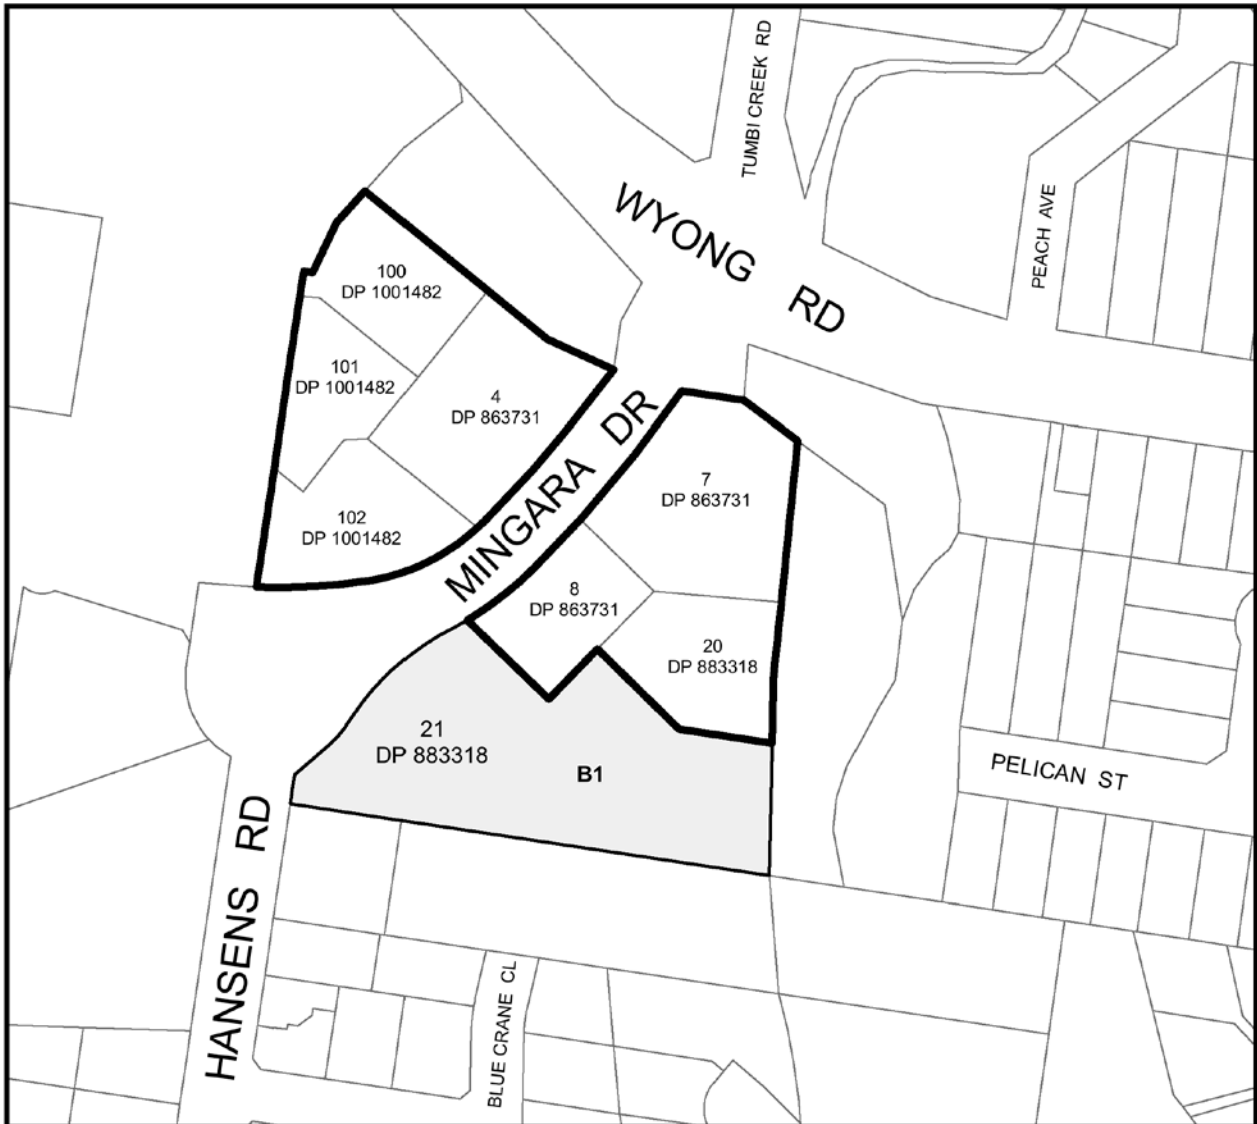 TUMBI CREEK RD
WYONG RD
PEACH AVE
100
DP 1001482
101
DP 1001482
4
DP 863731
MINGARA DR
7
DP 863731
102
DP 1001482
8
DP 863731
20
DP 883318
21
DP 883318
B1
PELICAN ST
HANSENS RD
BLUE CRANE CL